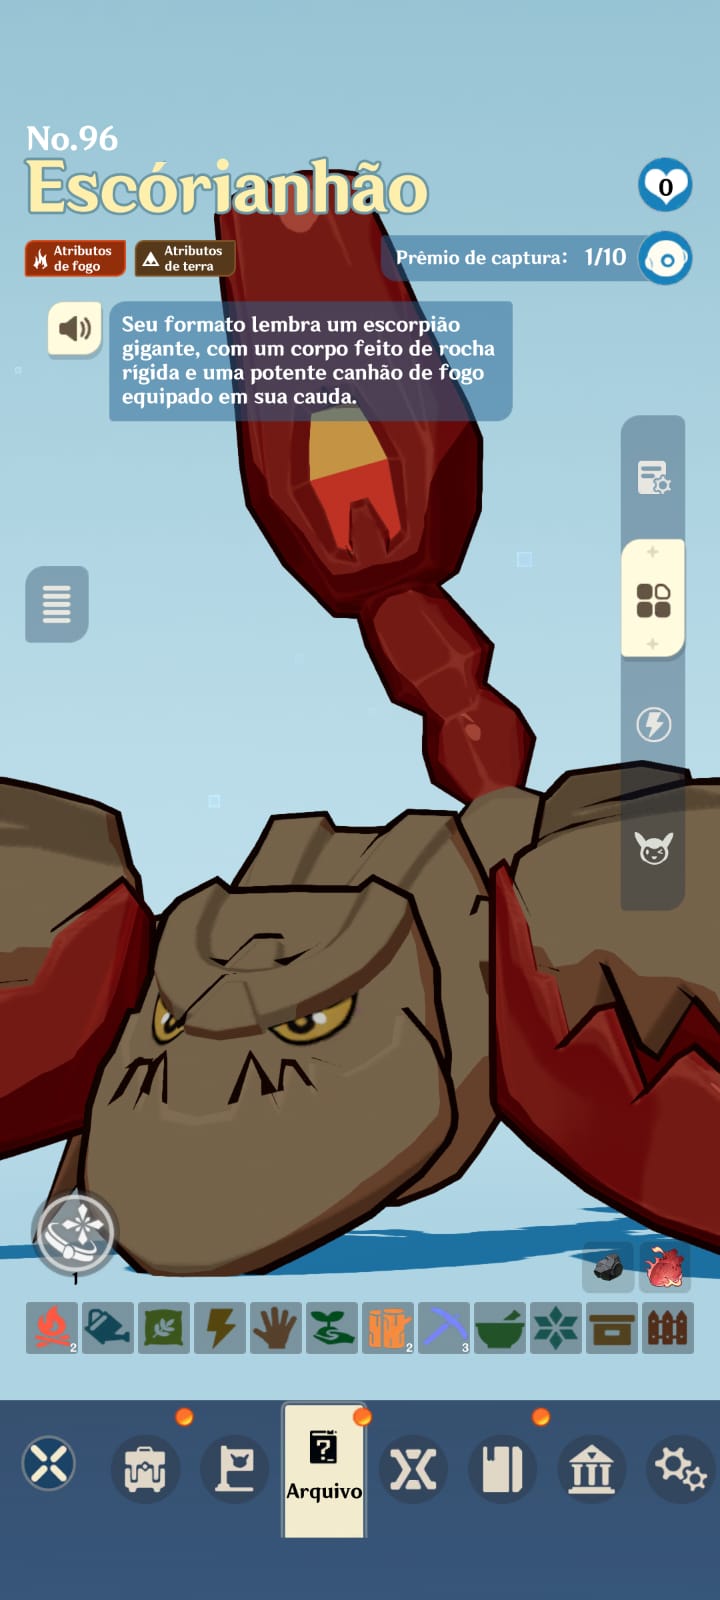 No.96
Escórianhão
0
Atributos
de fogo
Atributos
de terra
Prêmio de captura: 1/10
Seu formato lembra um escorpião
gigante, com um corpo feito de rocha
rígida e uma potente canhão de fogo
equipado em sua cauda.
1
2
2
3
?
Arquivo